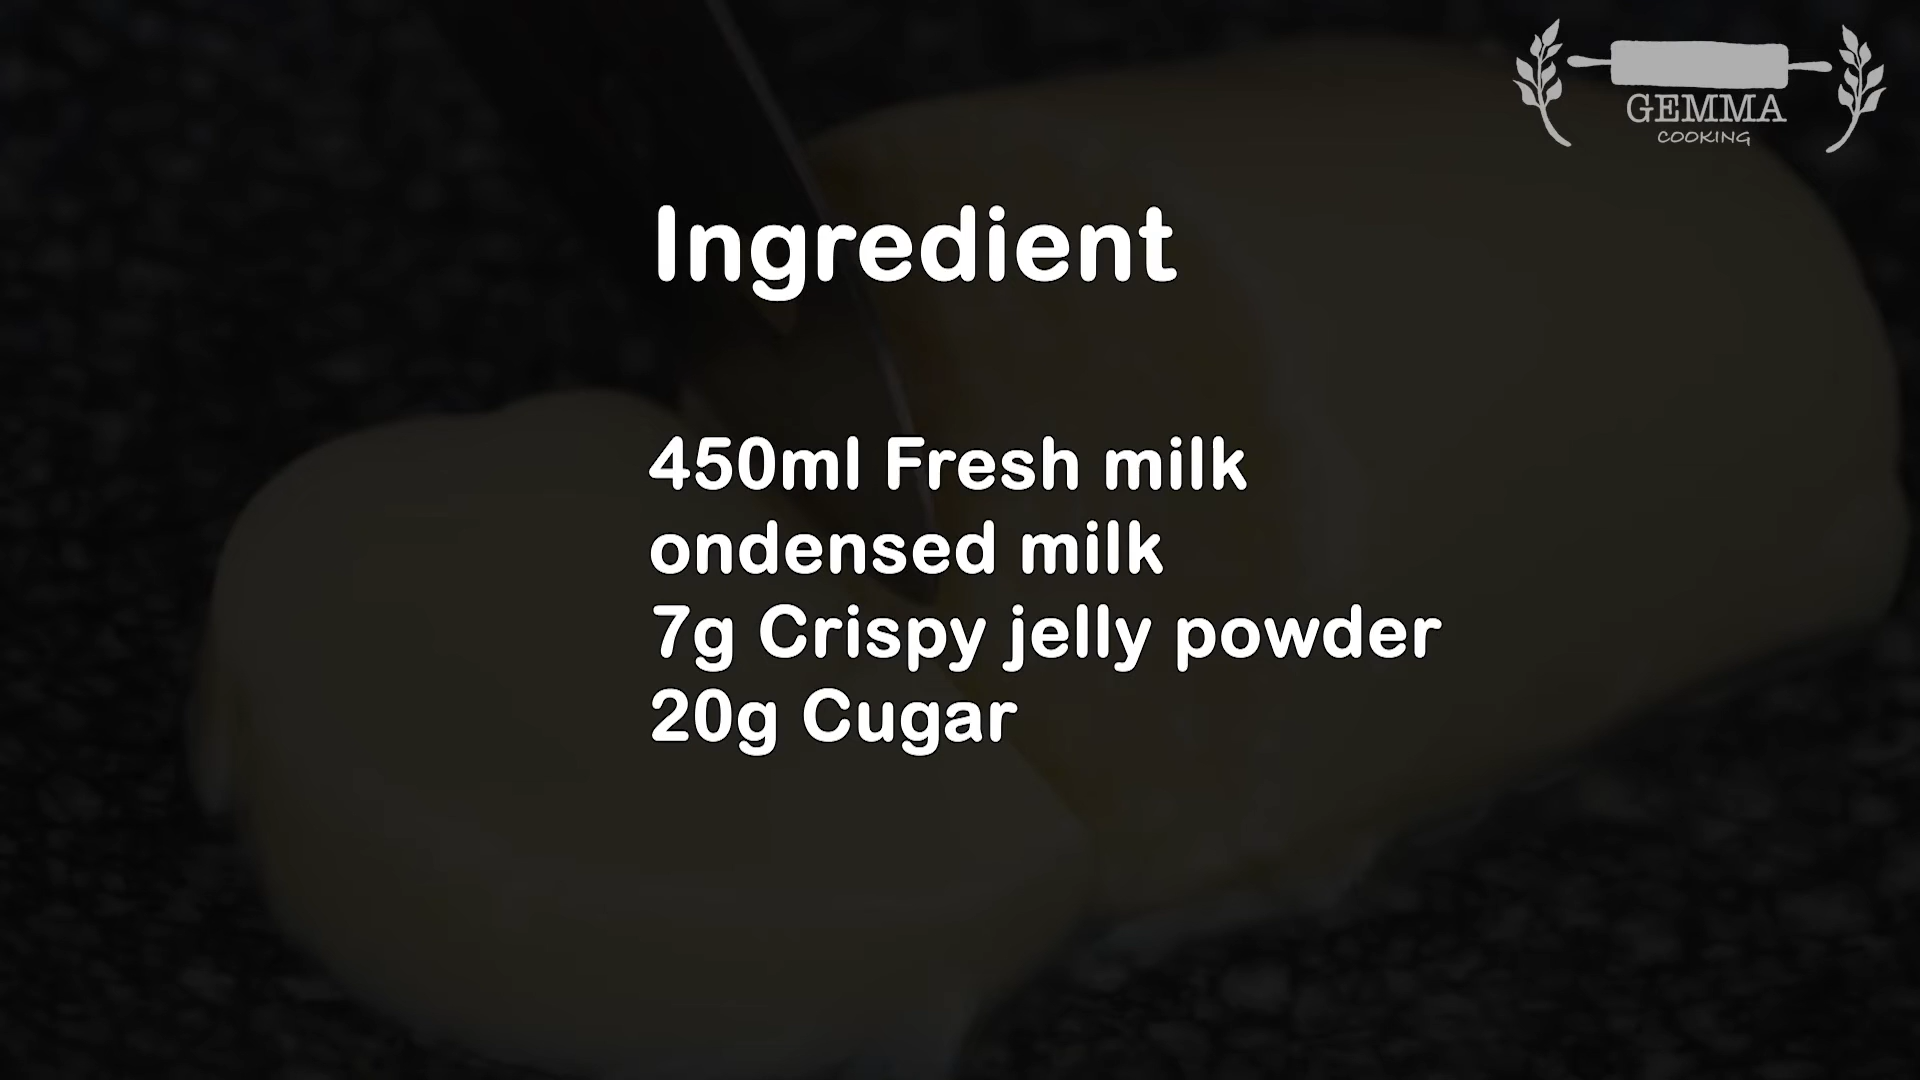 GEMMA
COOKING
Ingredient
450ml Fresh milk
ondensed milk
7g Crispy jelly powder
20g Cugar